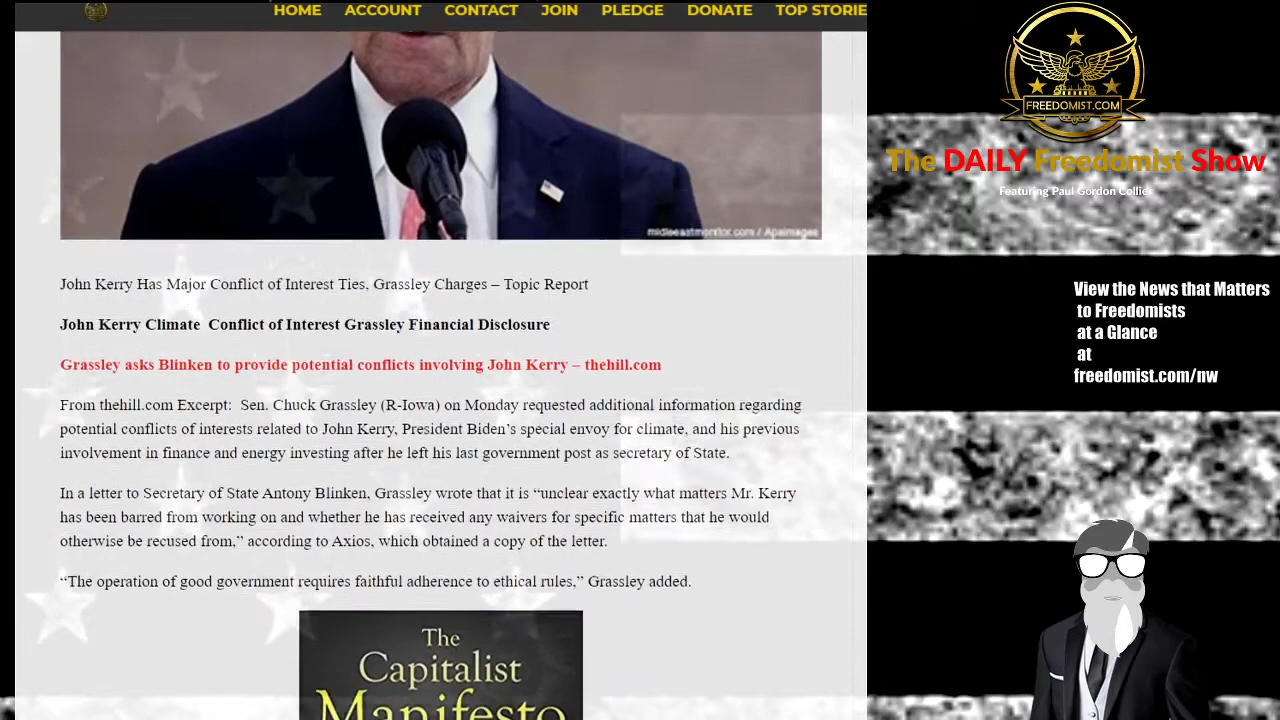 HOME ACCOUNT CONTACT JOIN PLEDGE DONATE TOP STORIE
middleeastmonitor.com / Apaimages
John Kerry Has Major Conflict of Interest Ties, Grassley Charges – Topic Report
John Kerry Climate  Conflict of Interest Grassley Financial Disclosure
Grassley asks Blinken to provide potential conflicts involving John Kerry – thehill.com
From thehill.com Excerpt:  Sen. Chuck Grassley (R-Iowa) on Monday requested additional information regarding
potential conflicts of interests related to John Kerry, President Biden’s special envoy for climate, and his previous
involvement in finance and energy investing after he left his last government post as secretary of State.
In a letter to Secretary of State Antony Blinken, Grassley wrote that it is “unclear exactly what matters Mr. Kerry
has been barred from working on and whether he has received any waivers for specific matters that he would
otherwise be recused from,” according to Axios, which obtained a copy of the letter.
“The operation of good government requires faithful adherence to ethical rules,” Grassley added.
The
Capitalist
Manifesto
FREEDOMIST.COM
The DAILY Freedomist Show
Featuring Paul Gordon Collier
View the News that Matters
to Freedomists
at a Glance
at
freedomist.com/nw